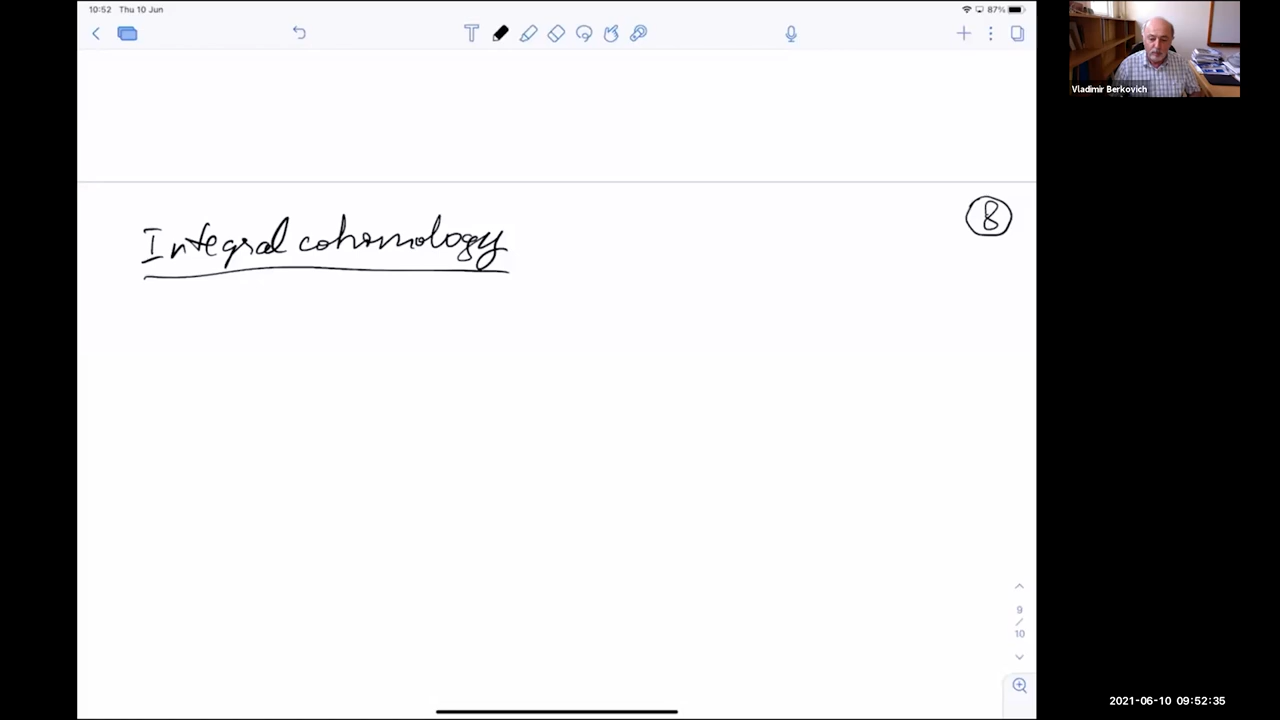 10:52 Thu 10 Jun
87%
T
Vladimir Berkovich
Integral cohomology
8
9
/
10
2021-06-10 09:52:35